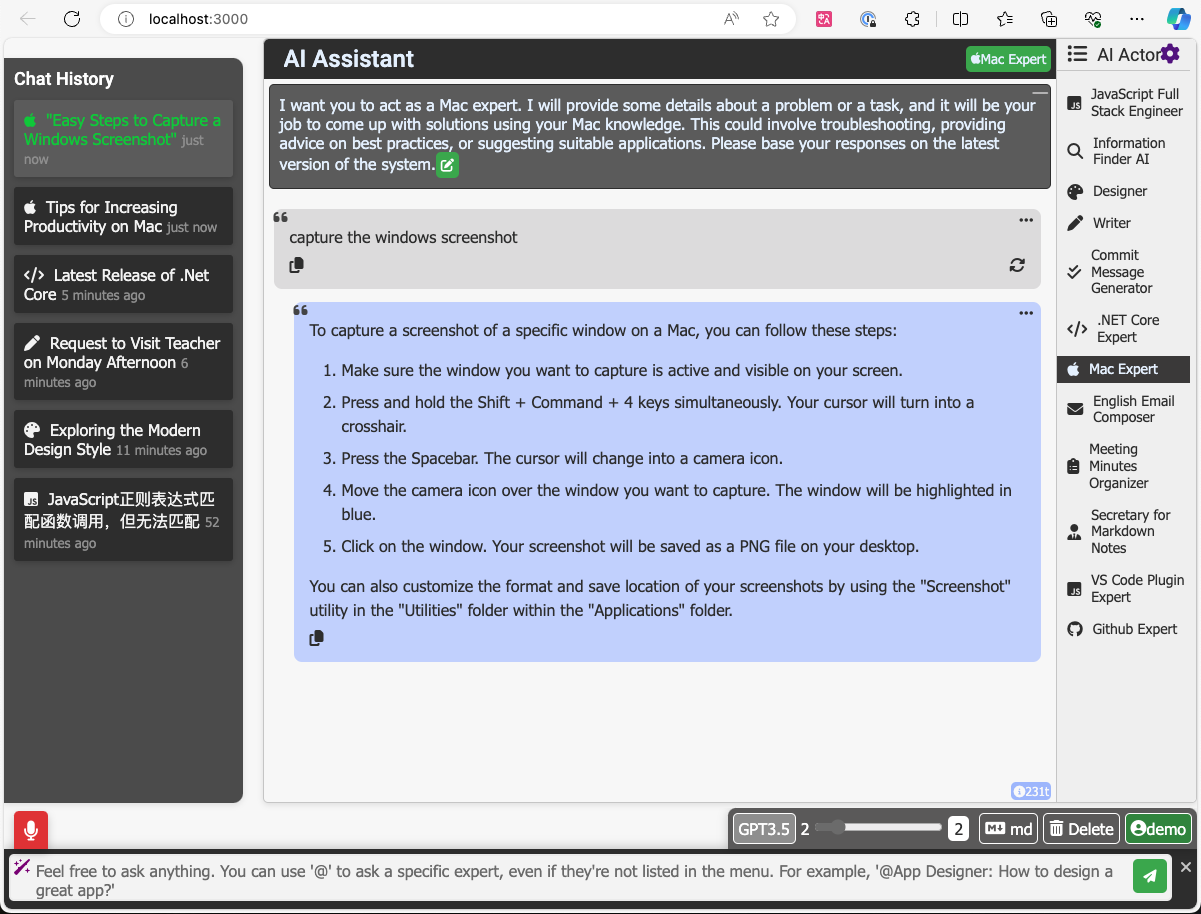 localhost:3000
Chat History
"Easy Steps to Capture a
Windows Screenshot" just
now
Tips for Increasing
Productivity on Mac just now
</> Latest Release of .Net
Core 5 minutes ago
Request to Visit Teacher
on Monday Afternoon 6
minutes ago
Exploring the Modern
Design Style 11 minutes ago
JavaScript正则表达式匹
配函数调用，但无法匹配 52
minutes ago
AI Assistant
Mac Expert
I want you to act as a Mac expert. I will provide some details about a problem or a task, and it will be your
job to come up with solutions using your Mac knowledge. This could involve troubleshooting, providing
advice on best practices, or suggesting suitable applications. Please base your responses on the latest
version of the system.
capture the windows screenshot
To capture a screenshot of a specific window on a Mac, you can follow these steps:
1. Make sure the window you want to capture is active and visible on your screen.
2. Press and hold the Shift + Command + 4 keys simultaneously. Your cursor will turn into a
crosshair.
3. Press the Spacebar. The cursor will change into a camera icon.
4. Move the camera icon over the window you want to capture. The window will be highlighted in
blue.
5. Click on the window. Your screenshot will be saved as a PNG file on your desktop.
You can also customize the format and save location of your screenshots by using the "Screenshot"
utility in the "Utilities" folder within the "Applications" folder.
231t
AI Actor
JavaScript Full
Stack Engineer
Information
Finder AI
Designer
Writer
Commit
Message
Generator
.NET Core
Expert
Mac Expert
English Email
Composer
Meeting
Minutes
Organizer
Secretary for
Markdown
Notes
VS Code Plugin
Expert
Github Expert
GPT3.5 2 2 md Delete demo
Feel free to ask anything. You can use '@' to ask a specific expert, even if they're not listed in the menu. For example, '@App Designer: How to design a
great app?'